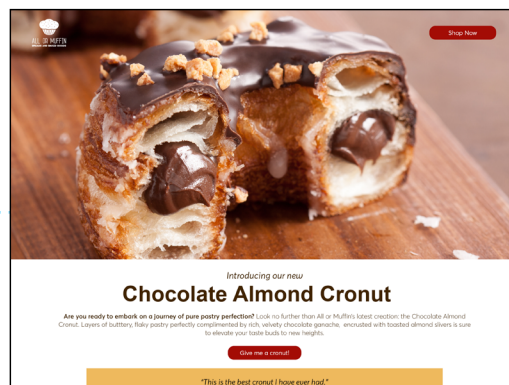 ALL OR MUFFIN
Shop Now
Introducing our new
Chocolate Almond Cronut
Are you ready to embark on a journey of pure pastry perfection? Look no further than All or Muffin's latest creation: the Chocolate Almond
Cronut. Layers of butttery, flaky pastry perfectly complimented by rich, velvety chocolate ganache, encrusted with toasted almond slivers is sure
to elevate your taste buds to new heights.
Give me a cronut!
"This is the best cronut I have ever had."